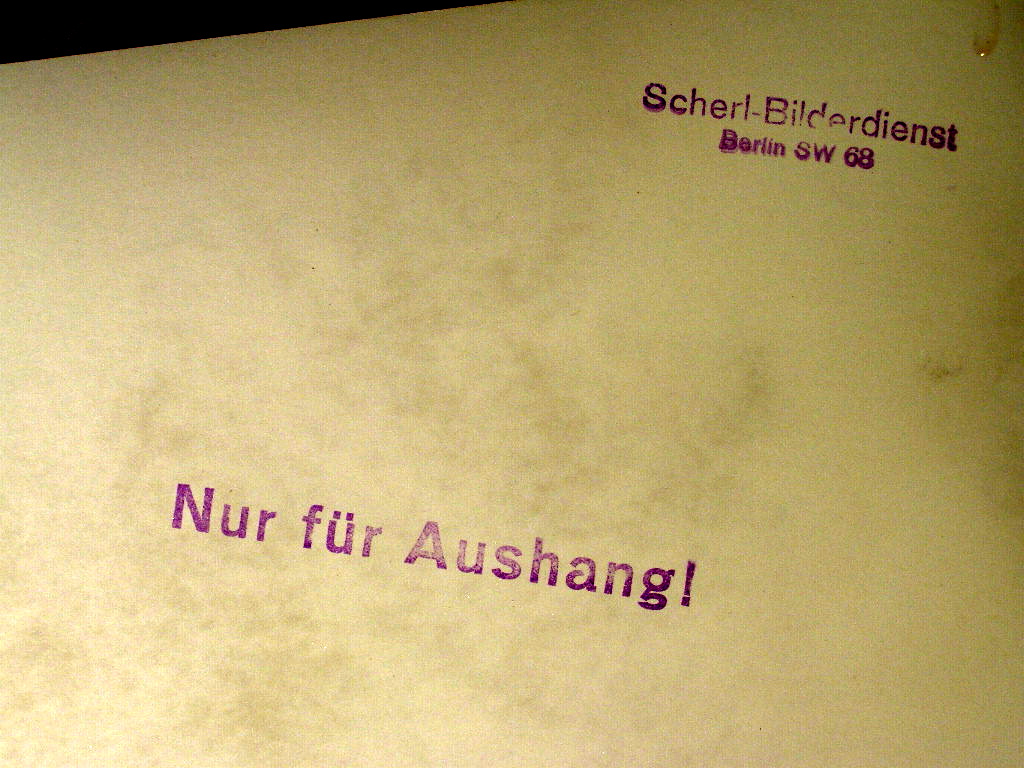 Scherl-Bilderdienst
Berlin SW 68
Nur für Aushang!